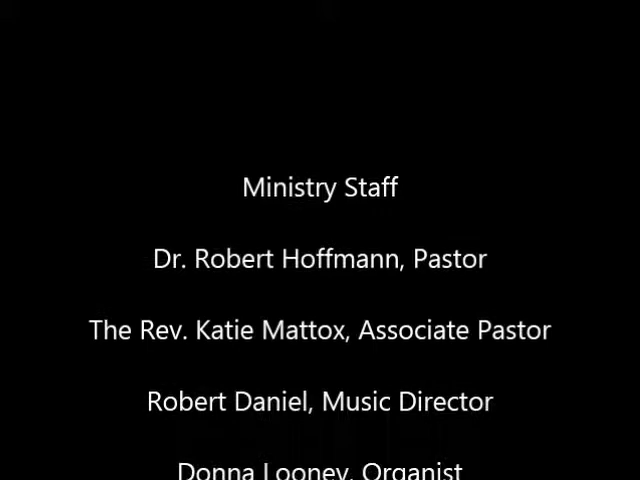 Ministry Staff
Dr. Robert Hoffmann, Pastor
The Rev. Katie Mattox, Associate Pastor
Robert Daniel, Music Director
Donna Looney, Organist